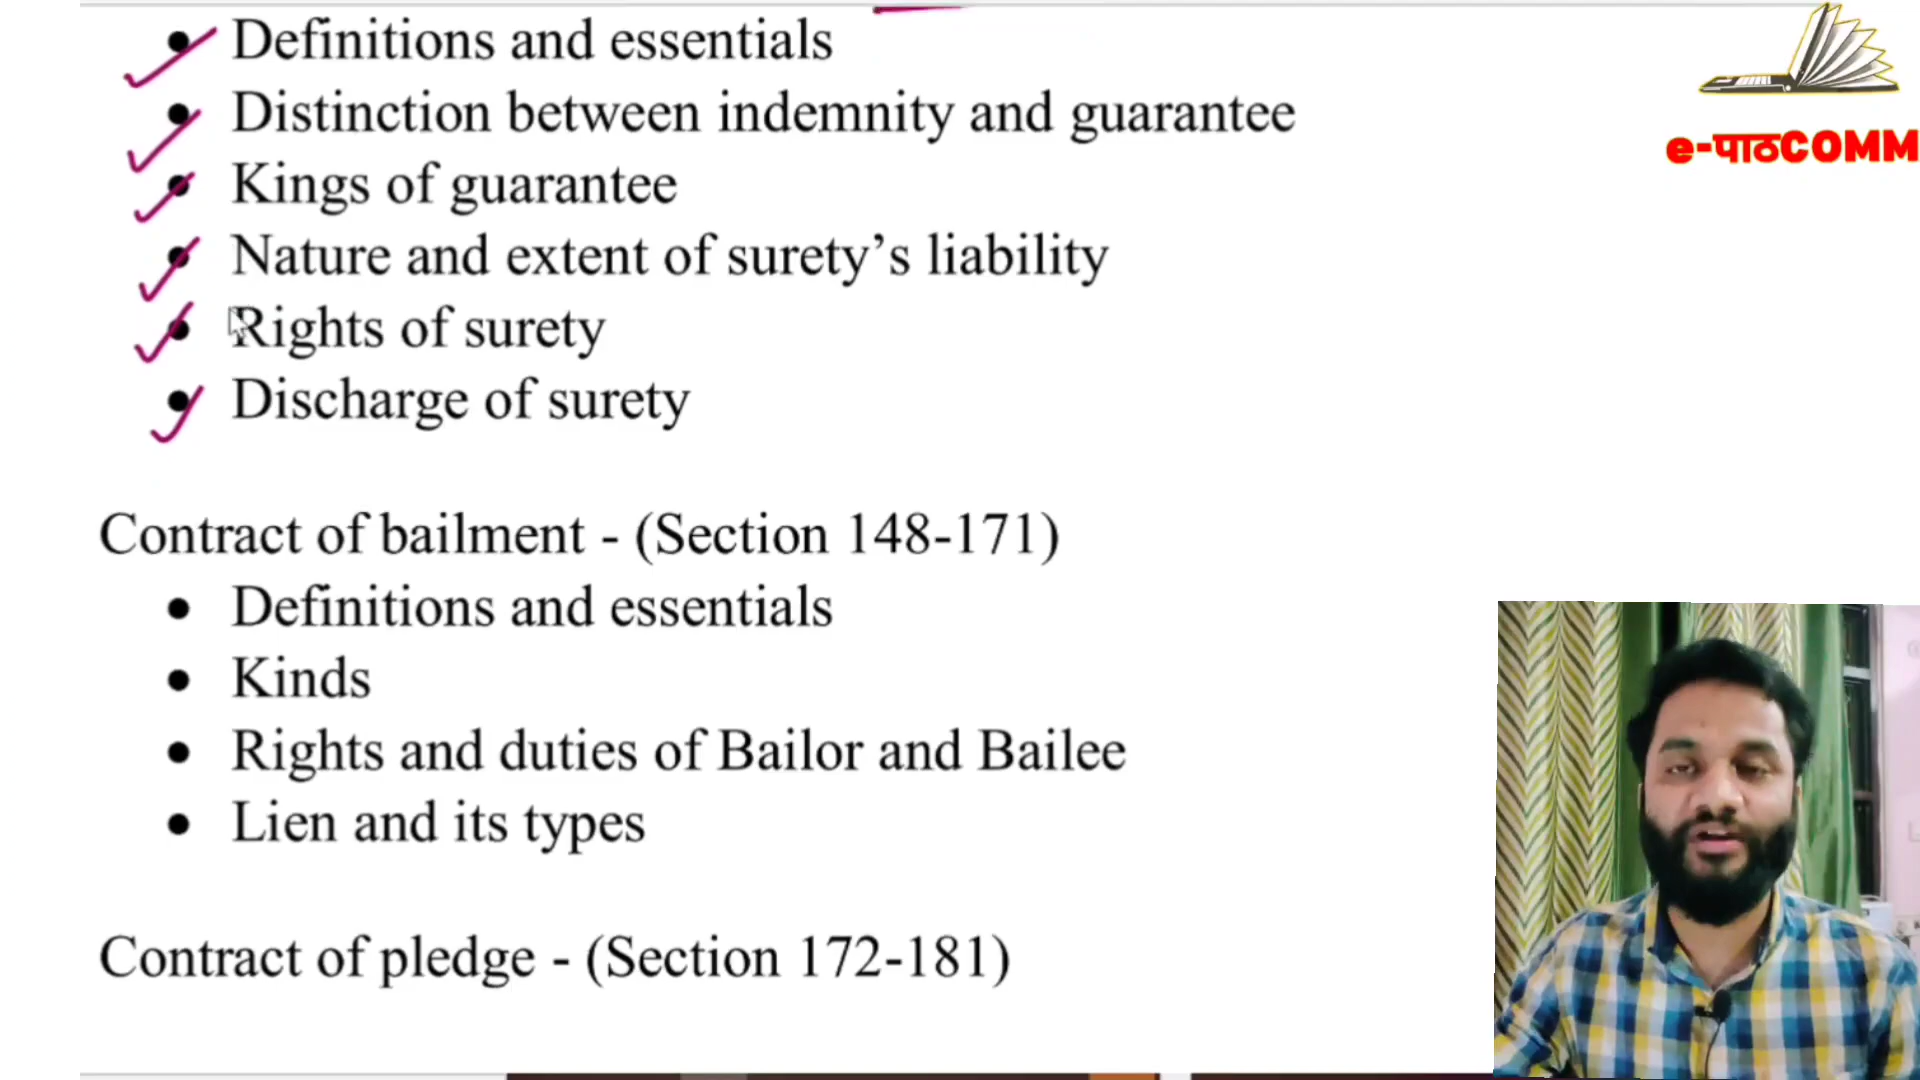 Definitions and essentials
Distinction between indemnity and guarantee
Kings of guarantee
Nature and extent of surety’s liability
Rights of surety
Discharge of surety
Contract of bailment - (Section 148-171)
Definitions and essentials
Kinds
Rights and duties of Bailor and Bailee
Lien and its types
Contract of pledge - (Section 172-181)
e-पाठCOMM